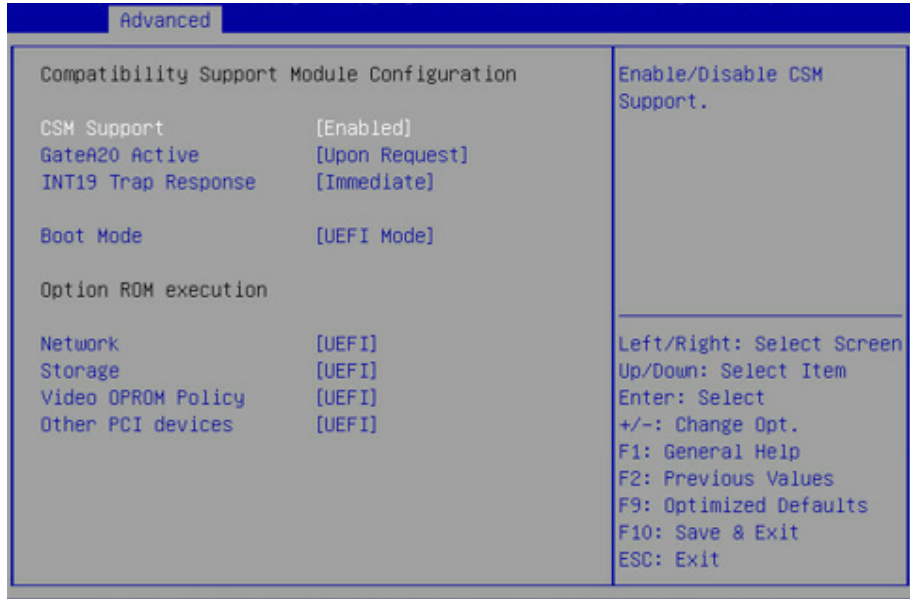 Advanced
Compatibility Support Module Configuration
CSM Support [Enabled]
GateA20 Active [Upon Request]
INT19 Trap Response [Immediate]
Boot Mode [UEFI Mode]
Option ROM execution
Network [UEFI]
Storage [UEFI]
Video OPROM Policy [UEFI]
Other PCI devices [UEFI]
Enable/Disable CSM
Support.
Left/Right: Select Screen
Up/Down: Select Item
Enter: Select
+/-: Change Opt.
F1: General Help
F2: Previous Values
F9: Optimized Defaults
F10: Save & Exit
ESC: Exit